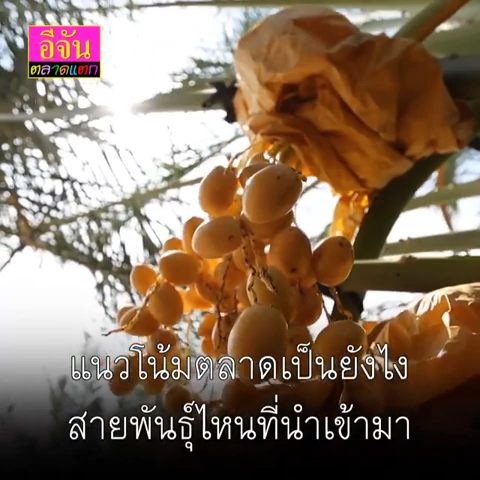 อีจัน
ตลาดแตก
แนวโน้มตลาดเป็นยังไง
สายพันธุ์ไหนที่นำเข้ามา